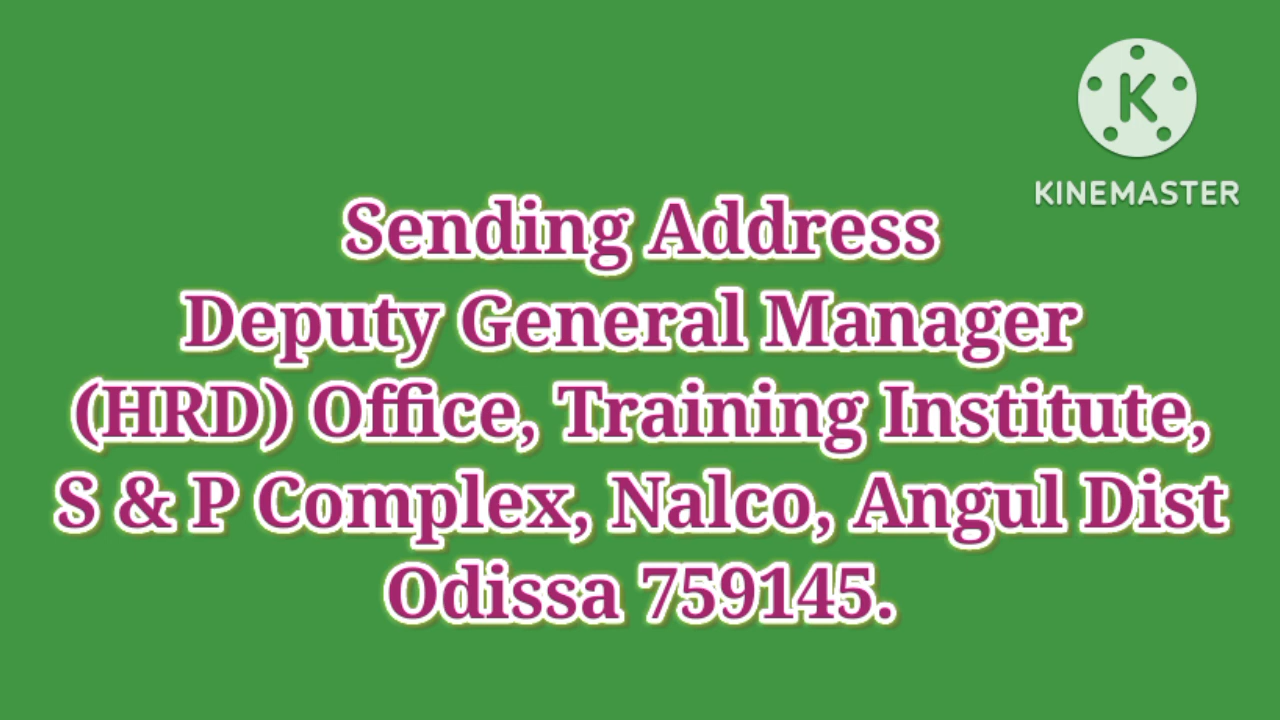 K
KINEMASTER
Sending Address
Deputy General Manager
(HRD) Office, Training Institute,
S & P Complex, Nalco, Angul Dist
Odissa 759145.